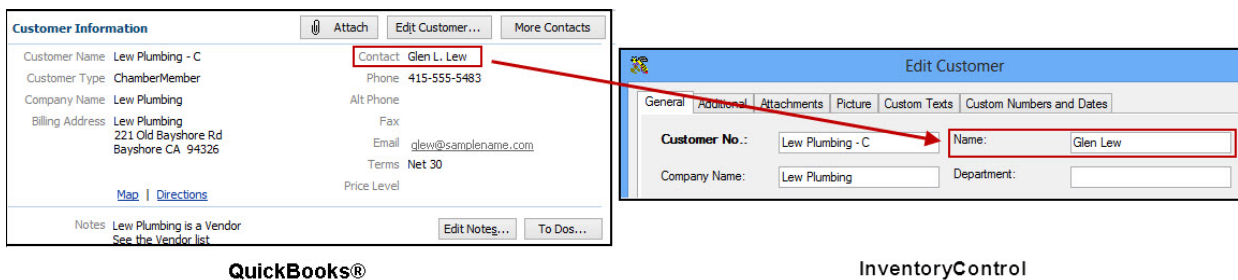 Customer Information
Attach
Edit Customer...
More Contacts
Customer Name Lew Plumbing - C
Customer Type ChamberMember
Company Name Lew Plumbing
Billing Address Lew Plumbing
221 Old Bayshore Rd
Bayshore CA 94326
Map | Directions
Contact Glen L. Lew
Phone 415-555-5483
Alt Phone
Fax
Email glew@samplename.com
Terms Net 30
Price Level
Notes Lew Plumbing is a Vendor
See the Vendor list
Edit Notes...
To Dos...
QuickBooks®
Edit Customer
General Additional Attachments Picture Custom Texts Custom Numbers and Dates
Customer No.: Lew Plumbing - C Name: Glen Lew
Company Name: Lew Plumbing Department:
InventoryControl